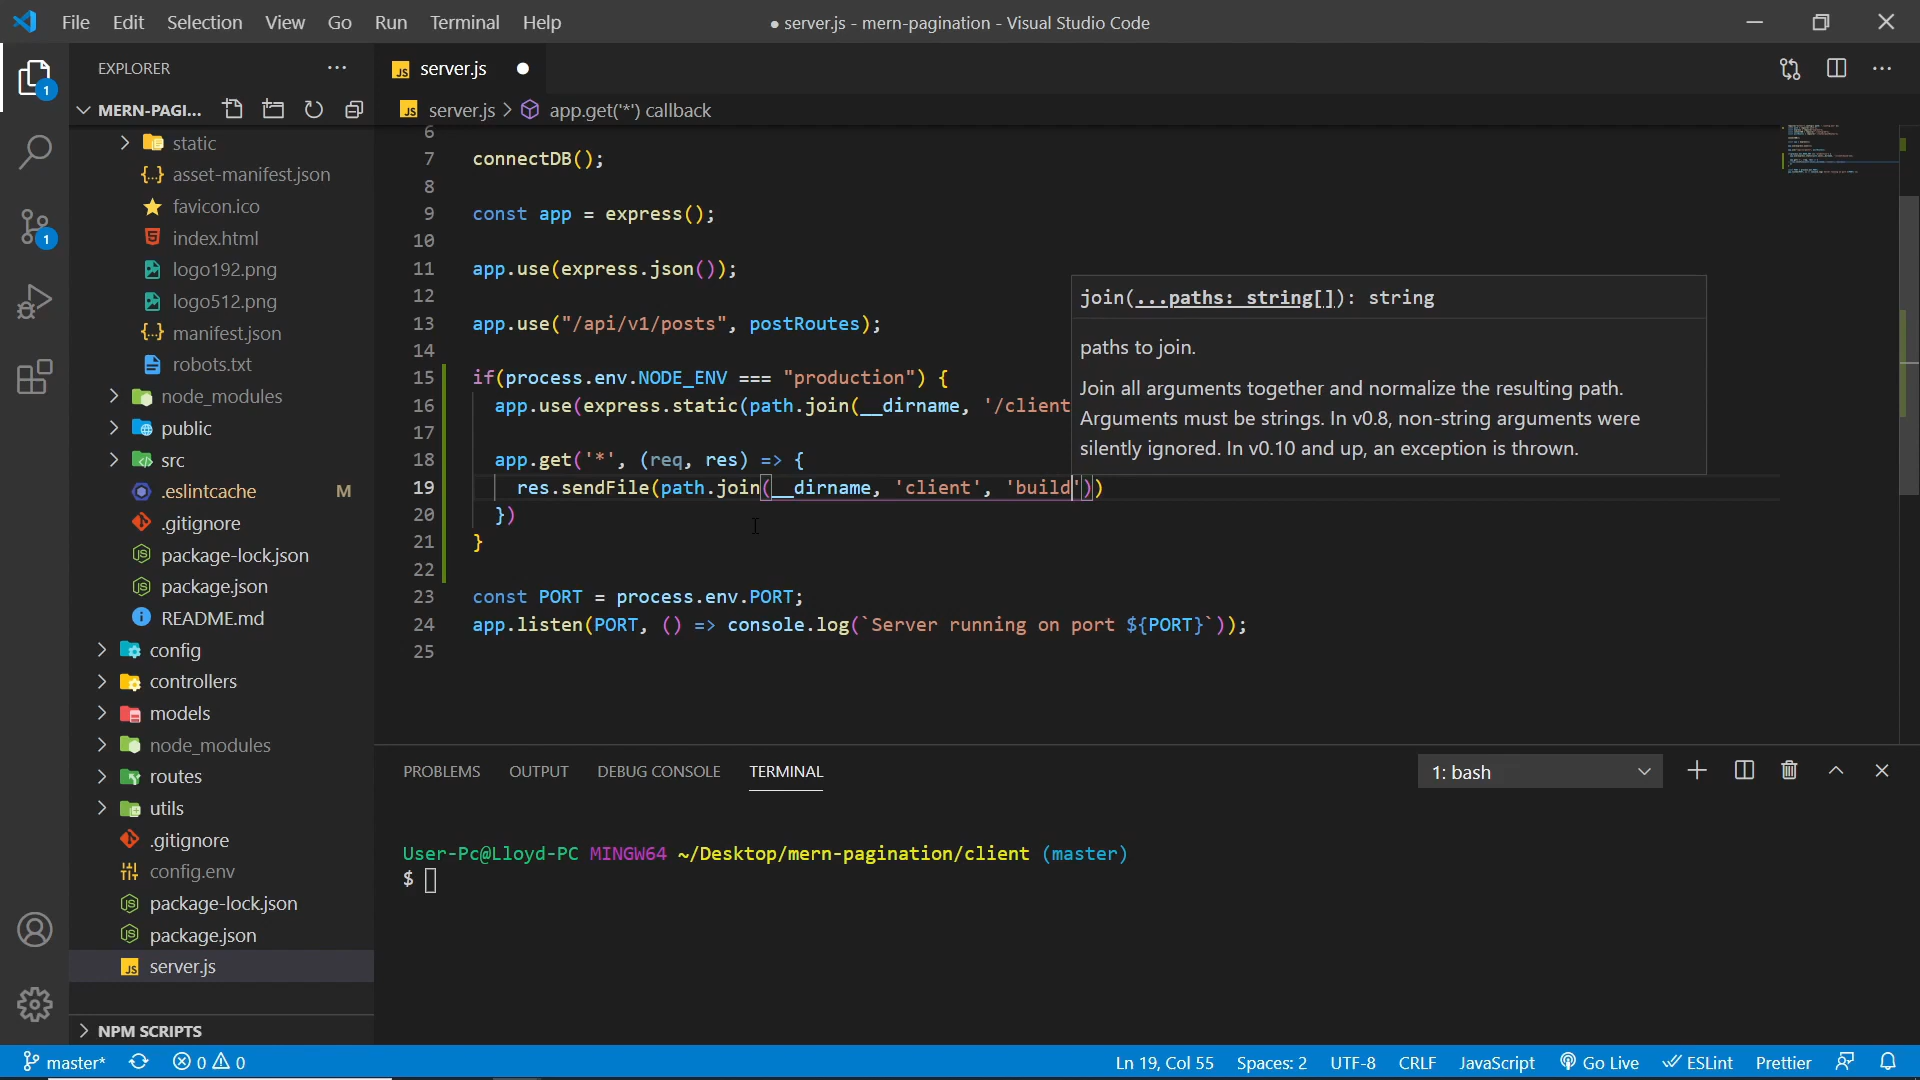 File Edit Selection View Go Run Terminal Help
● server.js - mern-pagination - Visual Studio Code
EXPLORER
server.js
MERN-PAGI...
server.js > app.get('*') callback
static
asset-manifest.json
favicon.ico
index.html
logo192.png
logo512.png
manifest.json
robots.txt
node_modules
public
src
.eslintcache M
.gitignore
package-lock.json
package.json
README.md
config
controllers
models
node_modules
routes
utils
.gitignore
config.env
package-lock.json
package.json
server.js
NPM SCRIPTS
1
1
6
7 connectDB();
8
9 const app = express();
10
11 app.use(express.json());
12
13 app.use("/api/v1/posts", postRoutes);
14
15 if(process.env.NODE_ENV === "production") {
16 app.use(express.static(path.join(__dirname, '/client
17
18 app.get('*', (req, res) => {
19 res.sendFile(path.join(__dirname, 'client', 'build'))
20 })
21 }
22
23 const PORT = process.env.PORT;
24 app.listen(PORT, () => console.log(`Server running on port ${PORT}`));
25
join(...paths: string[]): string
paths to join.
Join all arguments together and normalize the resulting path.
Arguments must be strings. In v0.8, non-string arguments were
silently ignored. In v0.10 and up, an exception is thrown.
PROBLEMS OUTPUT DEBUG CONSOLE TERMINAL
1: bash
User-Pc@Lloyd-PC MINGW64 ~/Desktop/mern-pagination/client (master)
$
master* 0 0
Ln 19, Col 55 Spaces: 2 UTF-8 CRLF JavaScript Go Live ESLint Prettier